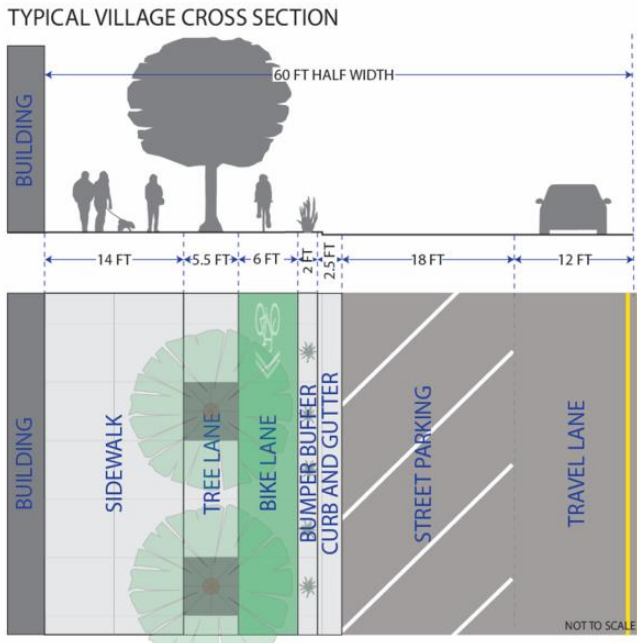 TYPICAL VILLAGE CROSS SECTION
60 FT HALF WIDTH
BUILDING
14 FT
5.5 FT
6 FT
2 FT
2.5 FT
18 FT
12 FT
BUILDING
SIDEWALK
TREE LANE
BIKE LANE
BUMPER BUFFER
CURB AND GUTTER
STREET PARKING
TRAVEL LANE
NOT TO SCALE